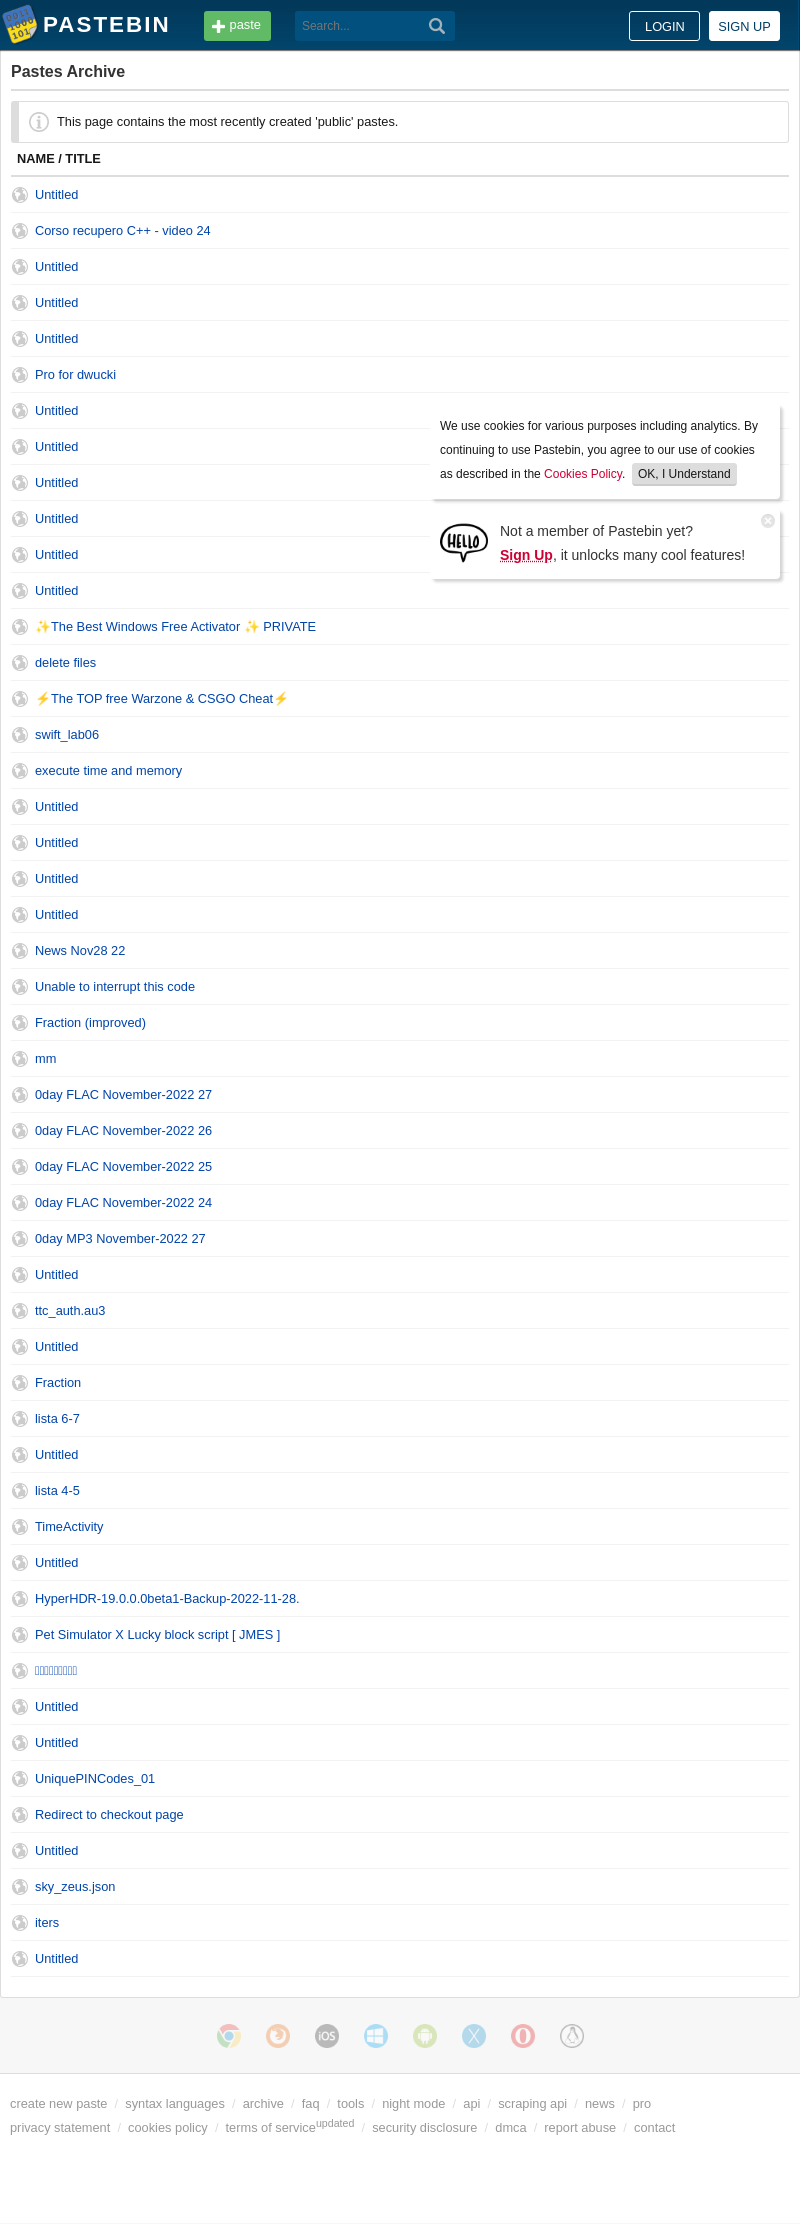 PASTEBIN
paste
Search...
LOGIN
SIGN UP
Pastes Archive
This page contains the most recently created 'public' pastes.
NAME / TITLE
Untitled
Corso recupero C++ - video 24
Untitled
Untitled
Untitled
Pro for dwucki
Untitled
Untitled
Untitled
Untitled
Untitled
Untitled
We use cookies for various purposes including analytics. By
continuing to use Pastebin, you agree to our use of cookies
as described in the Cookies Policy. OK, I Understand
HELLO
Not a member of Pastebin yet?
Sign Up, it unlocks many cool features!
✨The Best Windows Free Activator ✨ PRIVATE
delete files
⚡The TOP free Warzone & CSGO Cheat⚡
swift_lab06
execute time and memory
Untitled
Untitled
Untitled
Untitled
News Nov28 22
Unable to interrupt this code
Fraction (improved)
mm
0day FLAC November-2022 27
0day FLAC November-2022 26
0day FLAC November-2022 25
0day FLAC November-2022 24
0day MP3 November-2022 27
Untitled
ttc_auth.au3
Untitled
Fraction
lista 6-7
Untitled
lista 4-5
TimeActivity
Untitled
HyperHDR-19.0.0.0beta1-Backup-2022-11-28.
Pet Simulator X Lucky block script [ JMES ]
Untitled
Untitled
UniquePINCodes_01
Redirect to checkout page
Untitled
sky_zeus.json
iters
Untitled
iOS
create new paste / syntax languages / archive / faq / tools / night mode / api / scraping api / news / pro
privacy statement / cookies policy / terms of serviceupdated / security disclosure / dmca / report abuse / contact